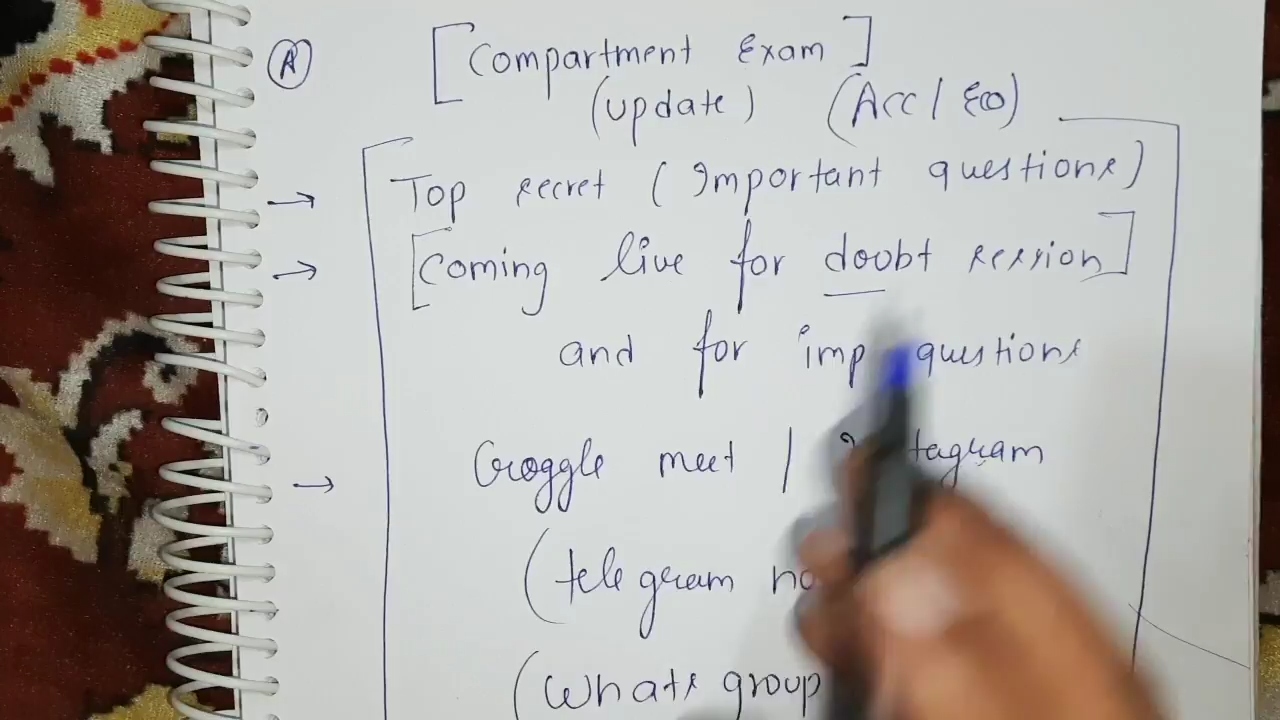 A [Compartment Exam]
(update) (Acc / Eco)
→ Top secret (Important questions)
→ [Coming live for doubt session]
and for imp questions
→ Google meet /
(telegram
(Whats group